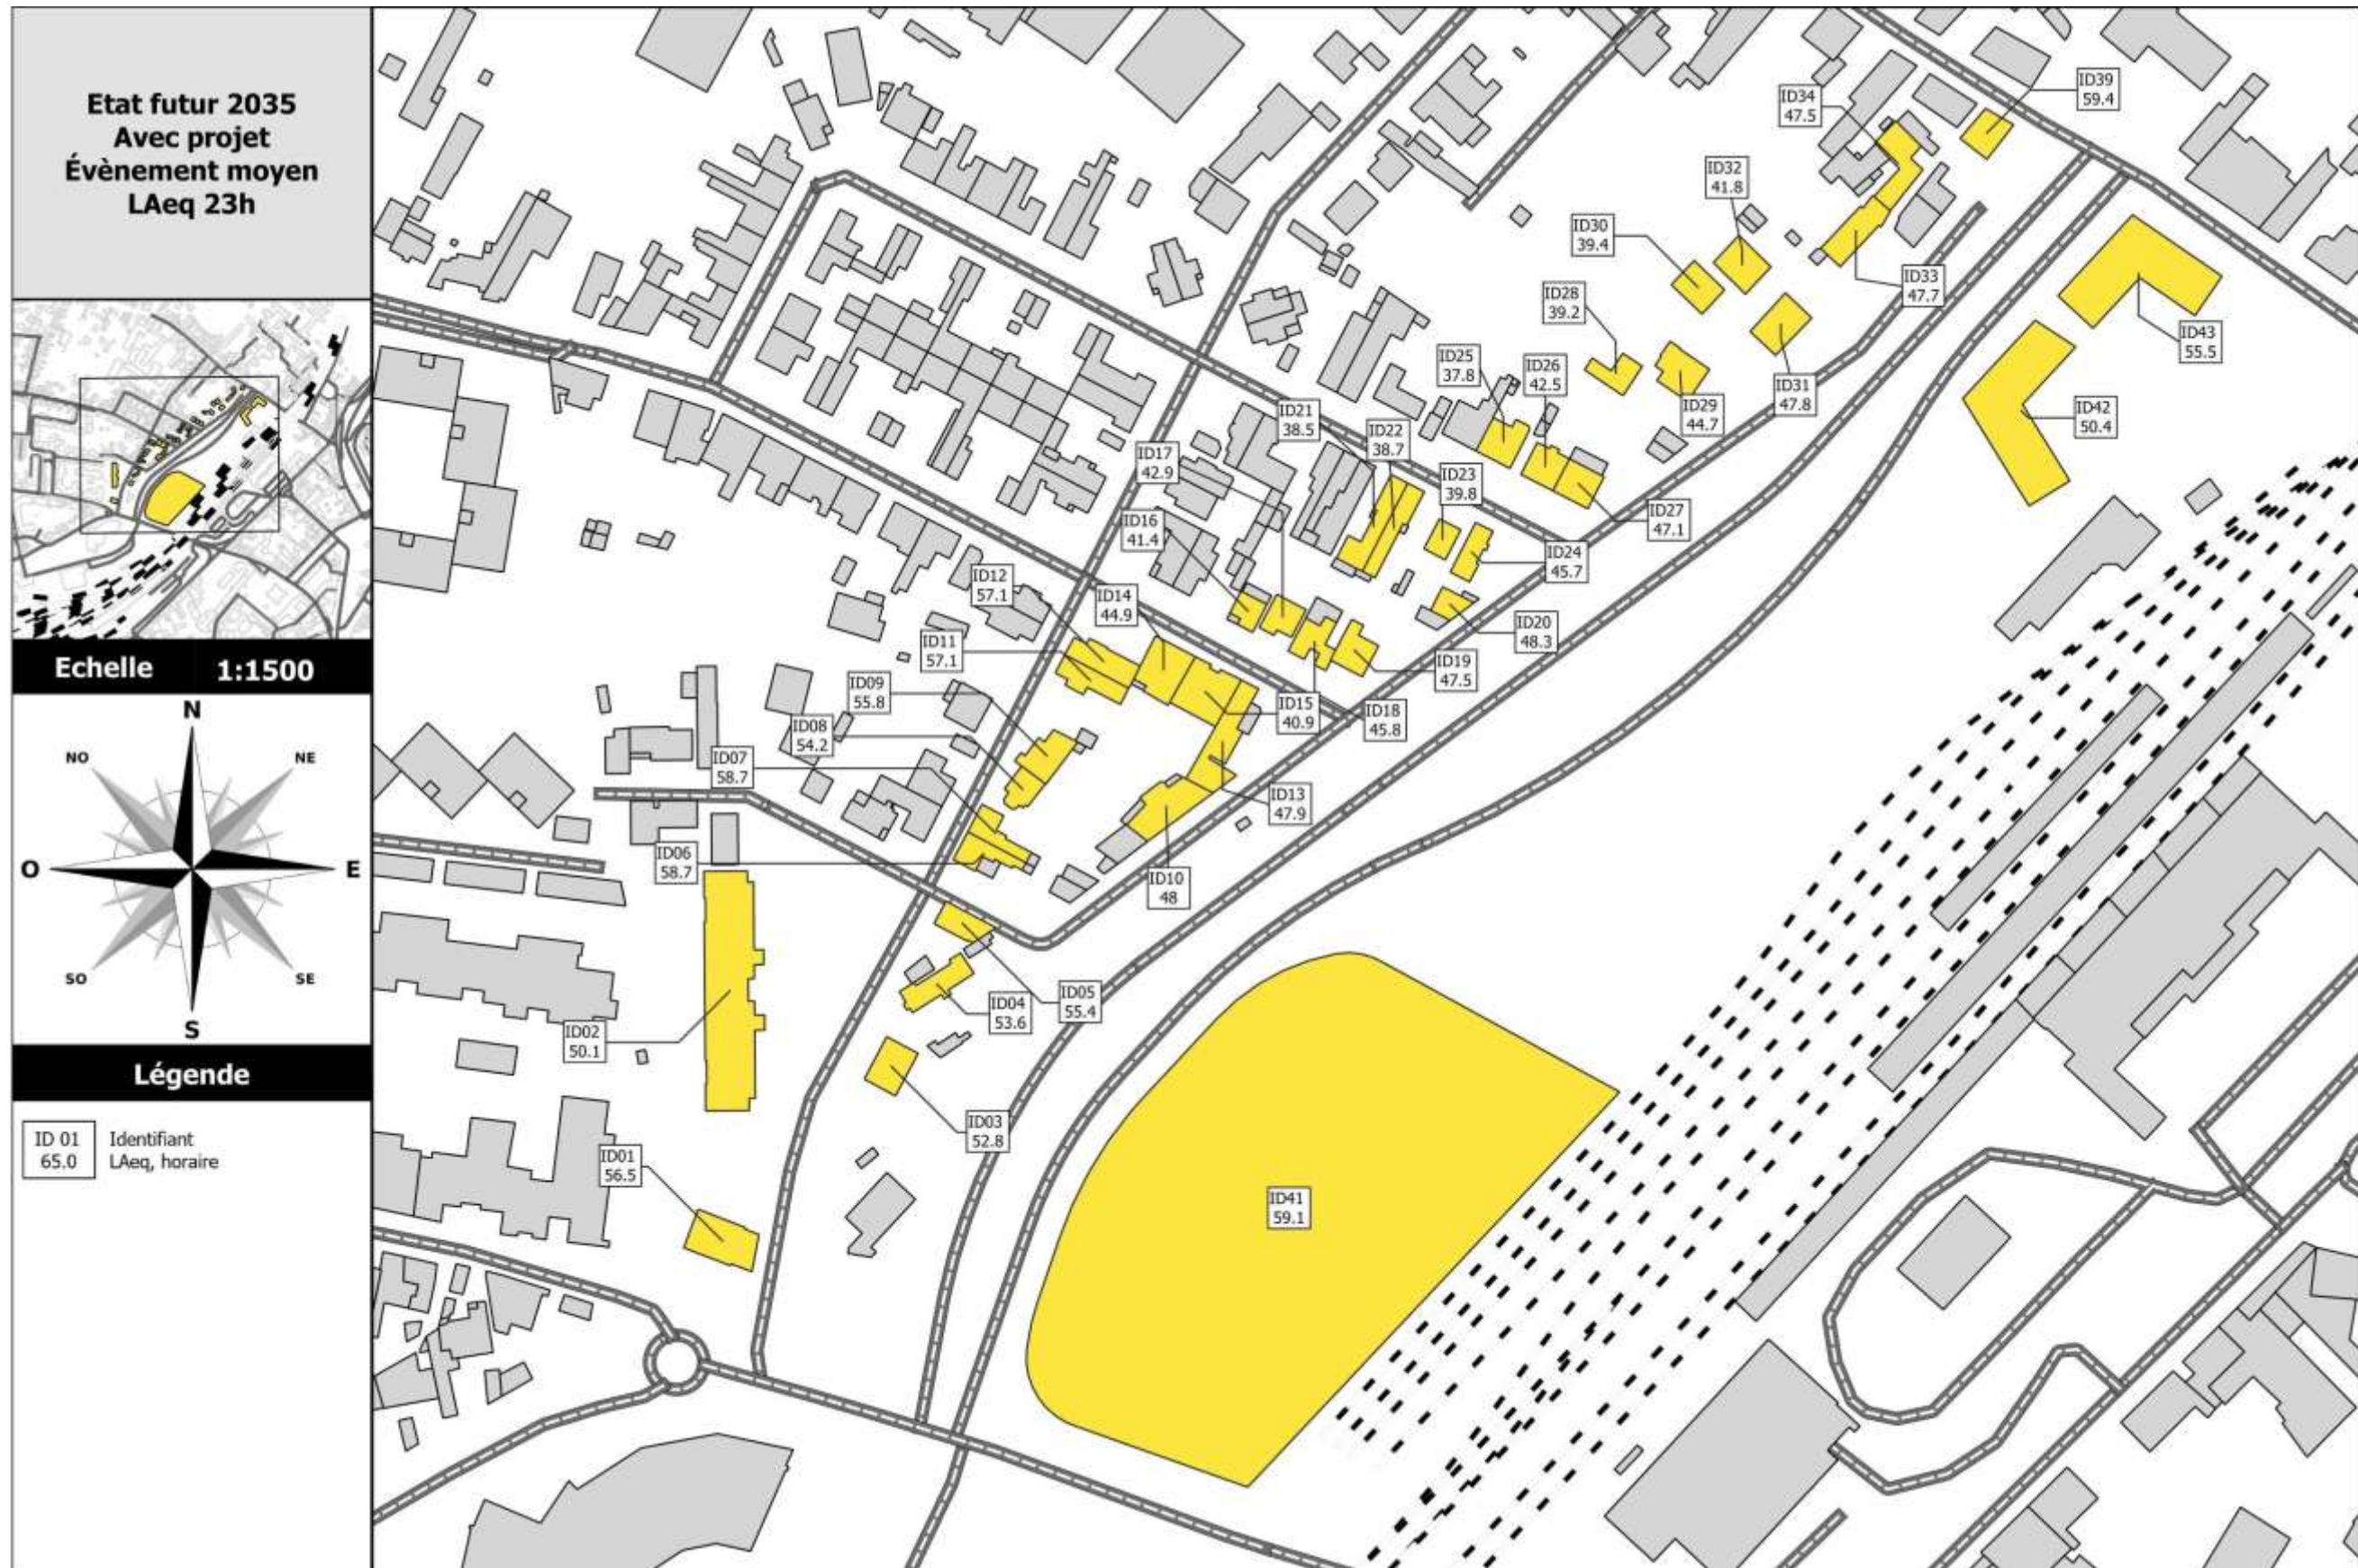 Etat futur 2035
Avec projet
Évènement moyen
LAeq 23h
Echelle 1:1500
N
NO
NE
O
E
SO
SE
S
Légende
ID 01
65.0
Identifiant
LAeq, horaire
ID39
59.4
ID34
47.5
ID32
41.8
ID30
39.4
ID33
47.7
ID28
39.2
ID43
55.5
ID25
37.8
ID26
42.5
ID31
47.8
ID29
44.7
ID42
50.4
ID21
38.5
ID22
38.7
ID17
42.9
ID23
39.8
ID27
47.1
ID16
41.4
ID24
45.7
ID12
57.1
ID14
44.9
ID20
48.3
ID11
57.1
ID19
47.5
ID09
55.8
ID15
40.9
ID18
45.8
ID08
54.2
ID07
58.7
ID13
47.9
ID06
58.7
ID10
48
ID05
55.4
ID04
53.6
ID02
50.1
ID03
52.8
ID01
56.5
ID41
59.1